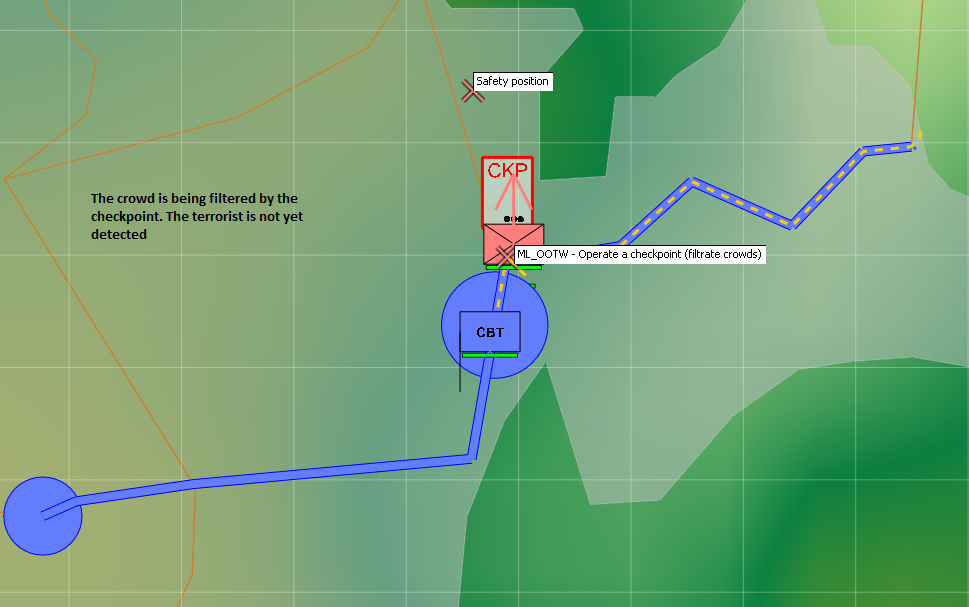 Safety position
CKP
The crowd is being filtered by the
checkpoint. The terrorist is not yet
detected
ML_OOTW - Operate a checkpoint (filtrate crowds)
CBT